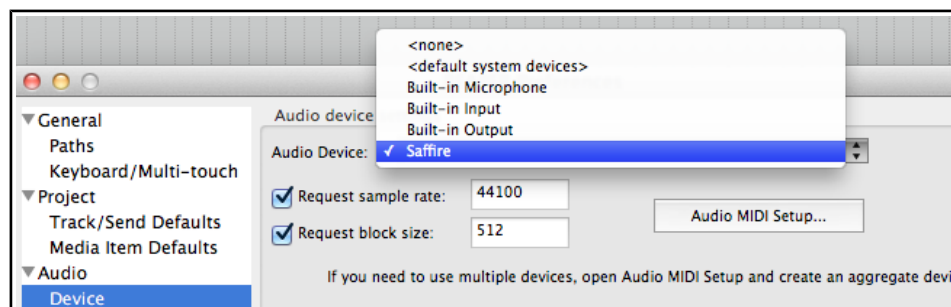 <none>
<default system devices>
Built-in Microphone
Built-in Input
Built-in Output
✓ Saffire
General
Paths
Keyboard/Multi-touch
Project
Track/Send Defaults
Media Item Defaults
Audio
Device
Audio device
Audio Device:
Request sample rate: 44100
Request block size: 512
Audio MIDI Setup...
If you need to use multiple devices, open Audio MIDI Setup and create an aggregate devi